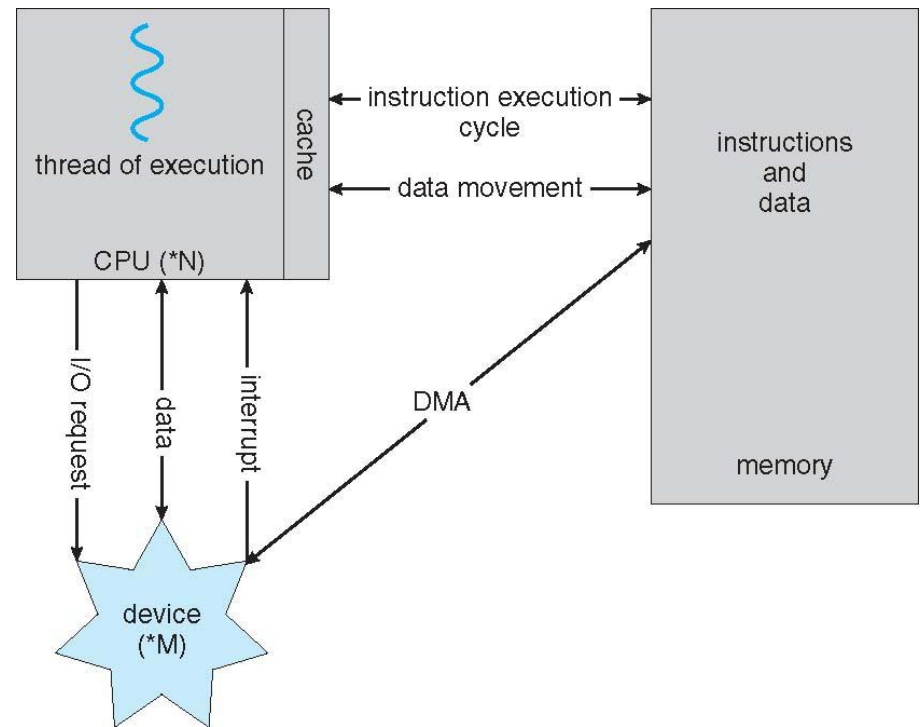 thread of execution
CPU (*N)
cache
instruction execution
cycle
data movement
instructions
and
data
memory
I/O request
data
interrupt
DMA
device
(*M)